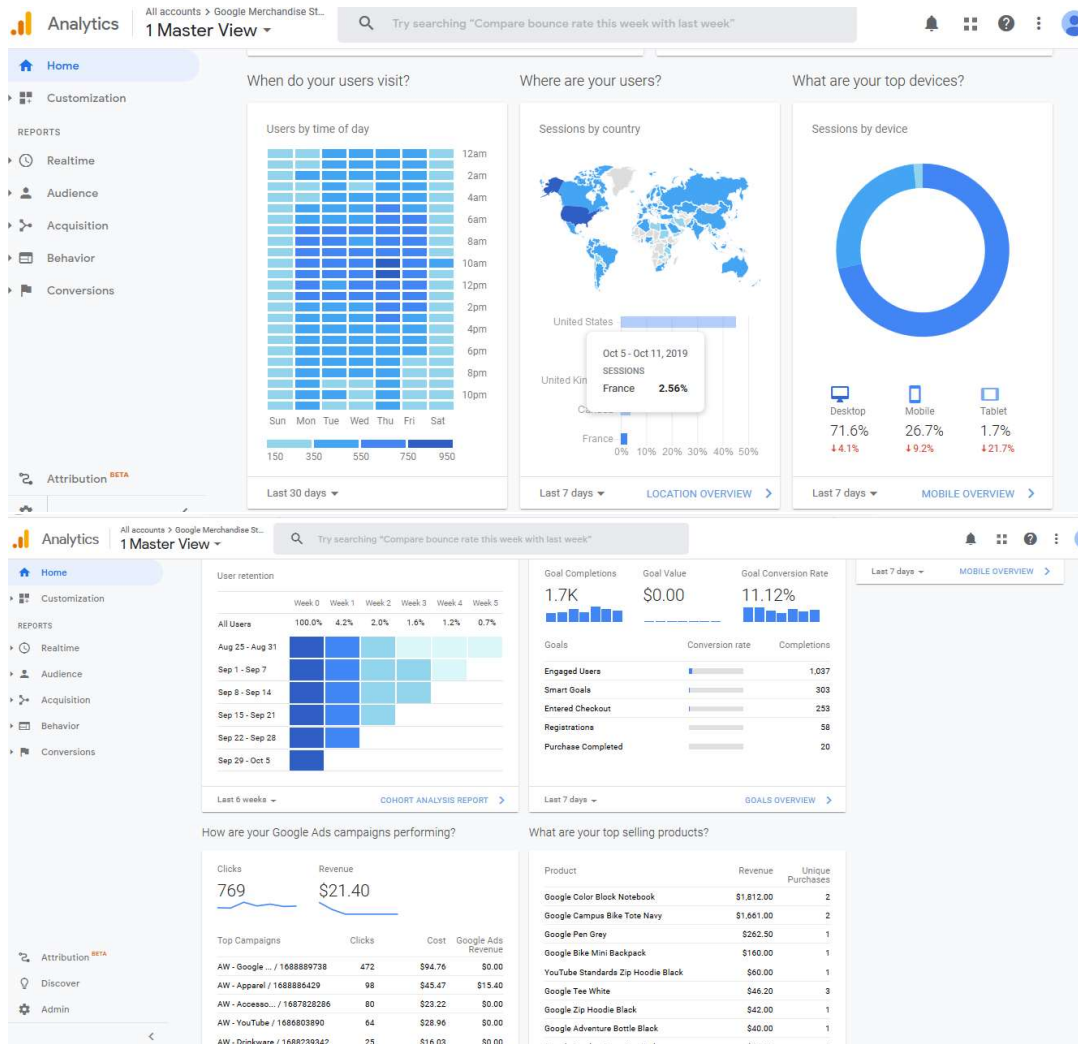 All accounts > Google Merchandise St...
Analytics
1 Master View
Try searching "Compare bounce rate this week with last week"
Home
Customization
REPORTS
Realtime
Audience
Acquisition
Behavior
Conversions
Attribution BETA
When do your users visit?
Users by time of day
12am
2am
4am
6am
8am
10am
12pm
2pm
4pm
6pm
8pm
10pm
Sun Mon Tue Wed Thu Fri Sat
150 350 550 750 950
Last 30 days
Where are your users?
Sessions by country
United States
Oct 5 - Oct 11, 2019
SESSIONS
France 2.56%
United Kin
France
0% 10% 20% 30% 40% 50%
Last 7 days LOCATION OVERVIEW
What are your top devices?
Sessions by device
Desktop Mobile Tablet
71.6% 26.7% 1.7%
4.1% 9.2% 21.7%
Last 7 days MOBILE OVERVIEW
All accounts > Google Merchandise St...
Analytics
1 Master View
Try searching "Compare bounce rate this week with last week"
Home
Customization
REPORTS
Realtime
Audience
Acquisition
Behavior
Conversions
Attribution BETA
Discover
Admin
User retention
Week 0 Week 1 Week 2 Week 3 Week 4 Week 5
All Users 100.0% 4.2% 2.0% 1.6% 1.2% 0.7%
Aug 25 - Aug 31
Sep 1 - Sep 7
Sep 8 - Sep 14
Sep 15 - Sep 21
Sep 22 - Sep 28
Sep 29 - Oct 5
Last 6 weeks COHORT ANALYSIS REPORT
Goal Completions Goal Value Goal Conversion Rate
1.7K $0.00 11.12%
Goals Conversion rate Completions
Engaged Users 1,037
Smart Goals 303
Entered Checkout 253
Registrations 58
Purchase Completed 20
Last 7 days GOALS OVERVIEW
Last 7 days MOBILE OVERVIEW
How are your Google Ads campaigns performing?
Clicks Revenue
769 $21.40
Top Campaigns Clicks Cost Google Ads
Revenue
AW - Google ... / 1688889738 472 $94.76 $0.00
AW - Apparel / 1688886429 98 $45.47 $15.40
AW - Accesso... / 1687828286 80 $23.22 $0.00
AW - YouTube / 1686803890 64 $28.96 $0.00
AW - Drinkware / 1688239342 25 $16.03 $0.00
What are your top selling products?
Product Revenue Unique
Purchases
Google Color Block Notebook $1,812.00 2
Google Campus Bike Tote Navy $1,661.00 2
Google Pen Grey $262.50 1
Google Bike Mini Backpack $160.00 1
YouTube Standards Zip Hoodie Black $60.00 1
Google Tee White $46.20 3
Google Zip Hoodie Black $42.00 1
Google Adventure Bottle Black $40.00 1